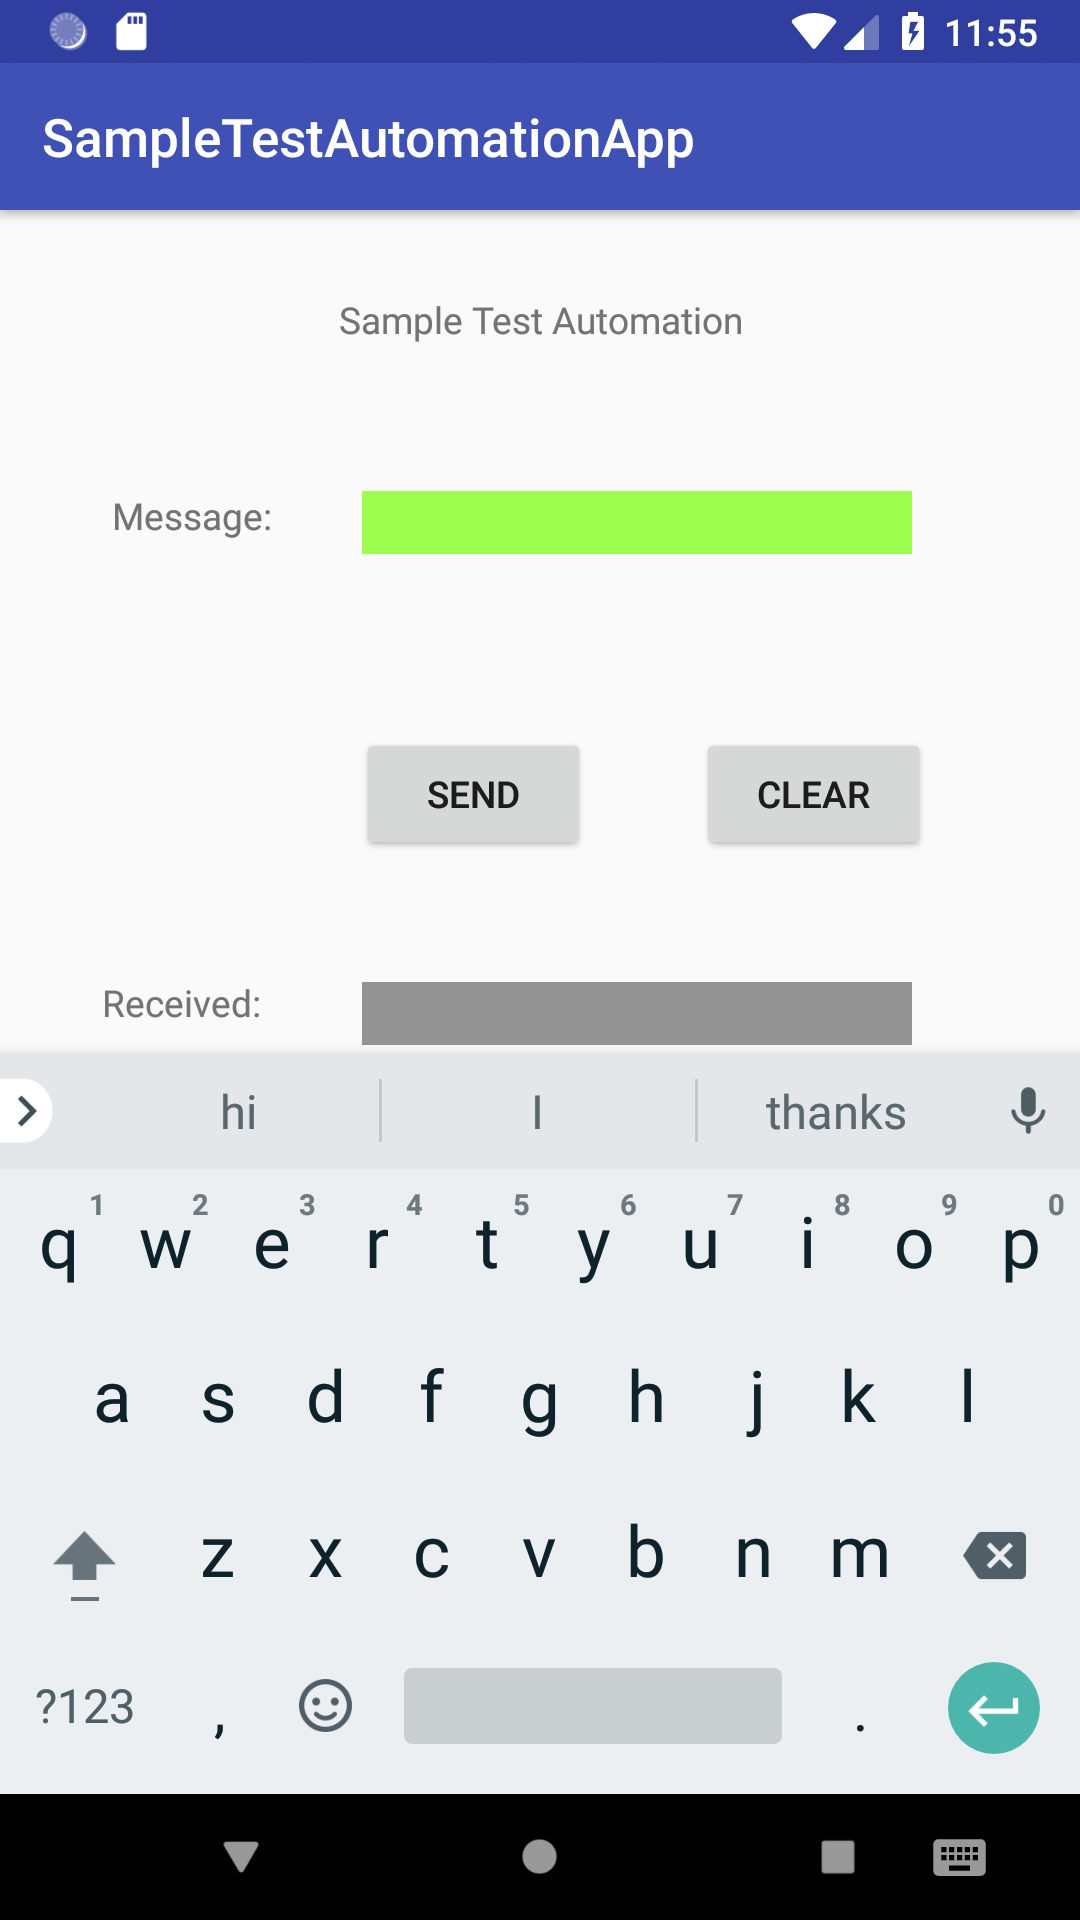 11:55
SampleTestAutomationApp
Sample Test Automation
Message:
SEND CLEAR
Received:
hi I thanks
1 2 3 4 5 6 7 8 9 0
q w e r t y u i o p
a s d f g h j k l
z x c v b n m
?123 , .